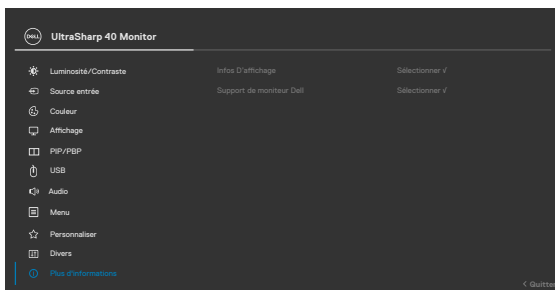 DELL UltraSharp 40 Monitor
Luminosité/Contraste Infos D'affichage Sélectionner √
Source entrée Support de moniteur Dell Sélectionner √
Couleur
Affichage
PIP/PBP
USB
Audio
Menu
Personnaliser
Divers
Plus d'informations
< Quitter